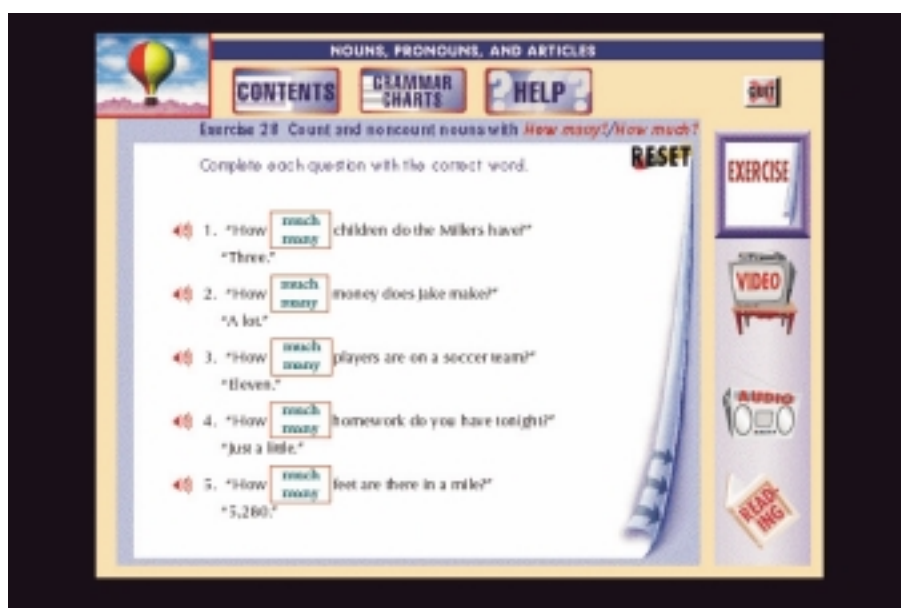 NOUNS, PRONOUNS, AND ARTICLES
CONTENTS
GRAMMAR
CHARTS
? HELP ?
QUIT
Exercise 28 Count and noncount nouns with How many?/How much?
RESET
Complete each question with the correct word.
EXERCISE
1. "How much many children do the Millers have?"
"Three."
2. "How much many money does Jake make?"
"A lot."
VIDEO
3. "How much many players are on a soccer team?"
"Eleven."
4. "How much many homework do you have tonight?"
"Just a little."
AUDIO
5. "How much many feet are there in a mile?"
"5,280."
READ-
ING